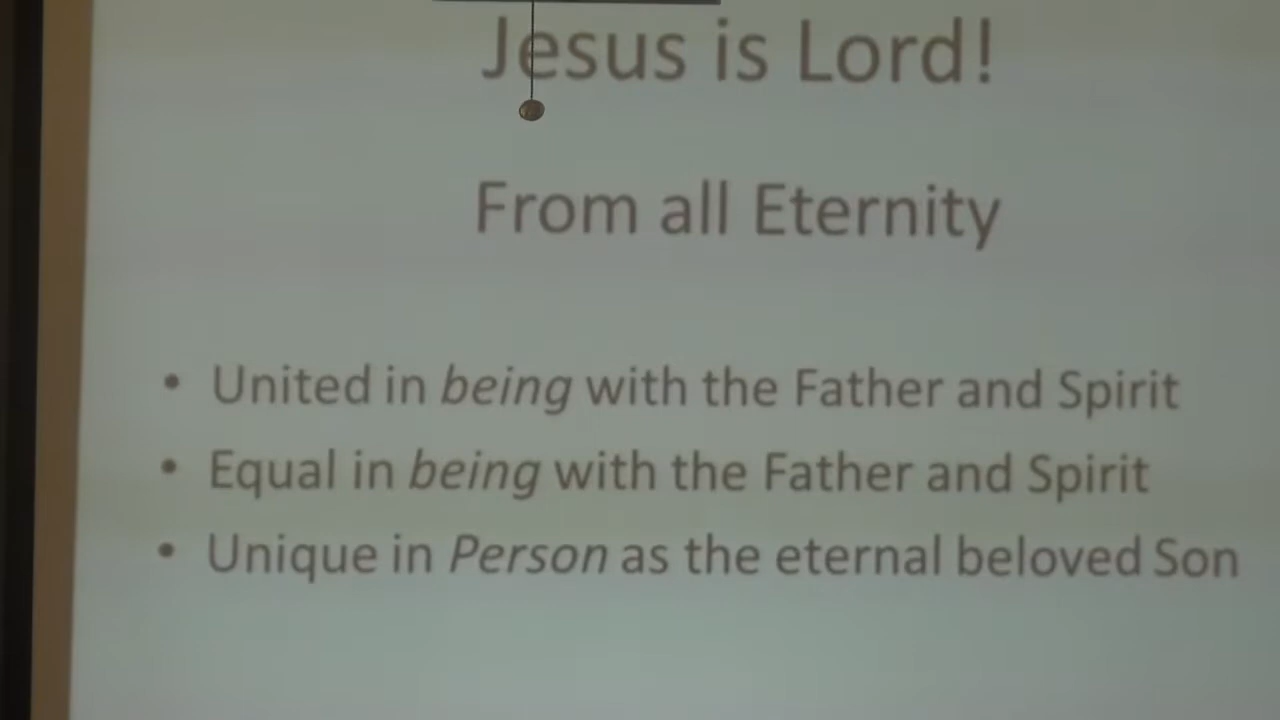 Jesus is Lord!
From all Eternity
• United in being with the Father and Spirit
• Equal in being with the Father and Spirit
• Unique in Person as the eternal beloved Son